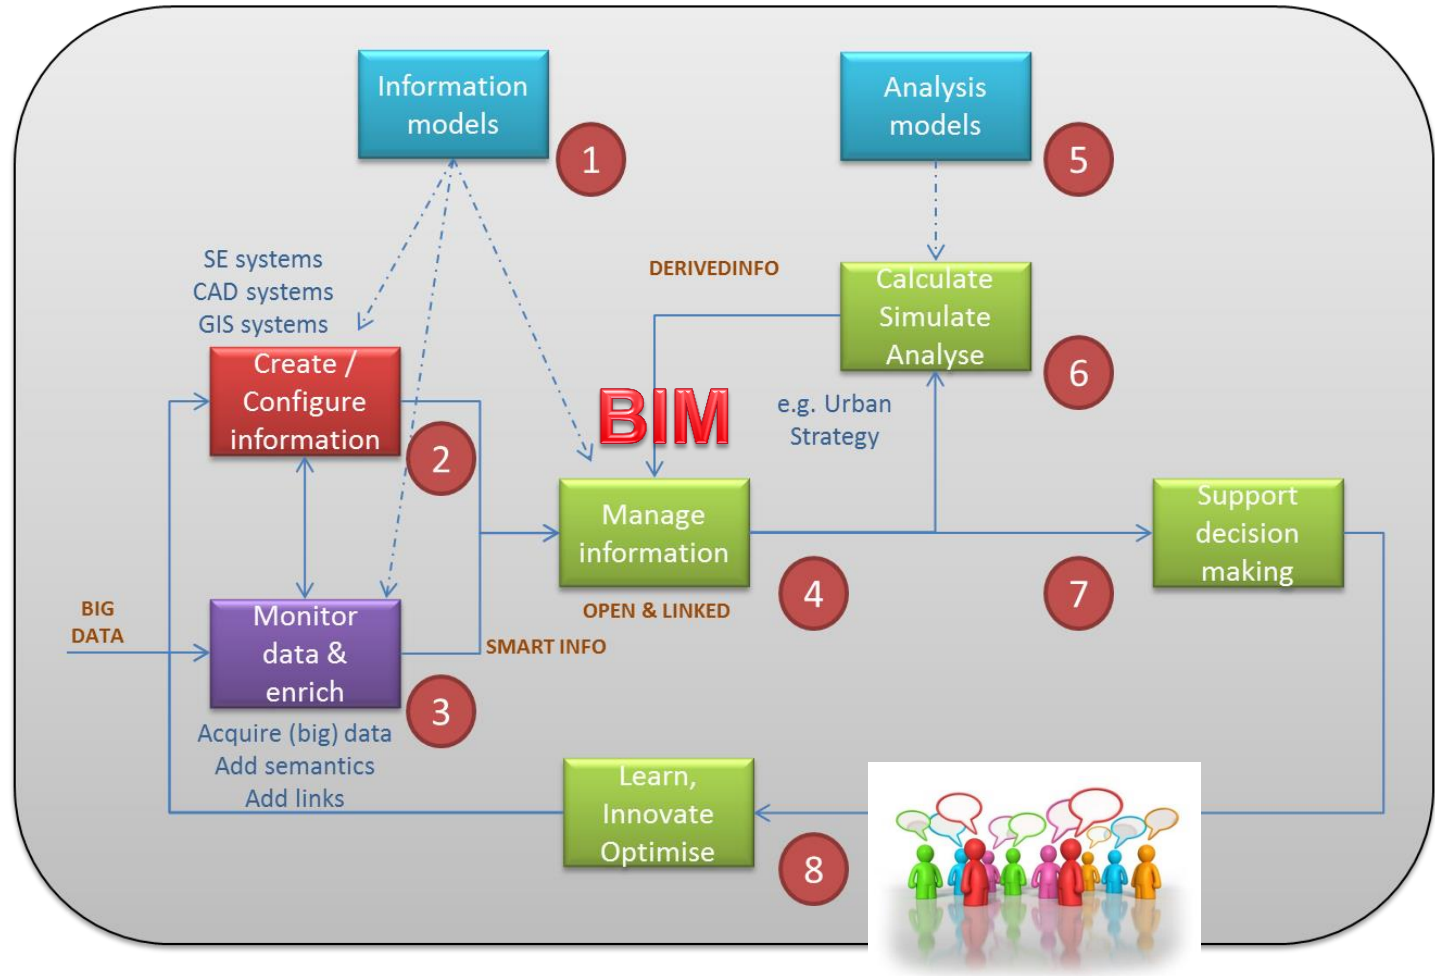 Information
models
1
Analysis
models
5
SE systems
CAD systems
GIS systems
DERIVEDINFO
Calculate
Simulate
Analyse
6
Create /
Configure
information
2
BIM
e.g. Urban
Strategy
Manage
information
4
OPEN & LINKED
Support
decision
making
7
BIG
DATA
Monitor
data &
enrich
3
SMART INFO
Acquire (big) data
Add semantics
Add links
Learn,
Innovate
Optimise
8